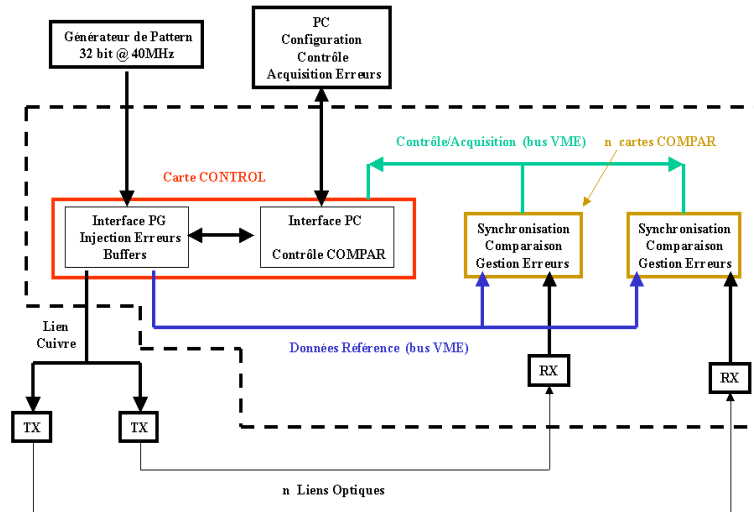 Générateur de Pattern
32 bit @ 40MHz
PC
Configuration
Contrôle
Acquisition Erreurs
Contrôle/Acquisition (bus VME)
n cartes COMPAR
Carte CONTROL
Interface PG
Injection Erreurs
Buffers
Interface PC
Contrôle COMPAR
Synchronisation
Comparaison
Gestion Erreurs
Synchronisation
Comparaison
Gestion Erreurs
Lien
Cuivre
Données Référence (bus VME)
RX
RX
TX
TX
n Liens Optiques